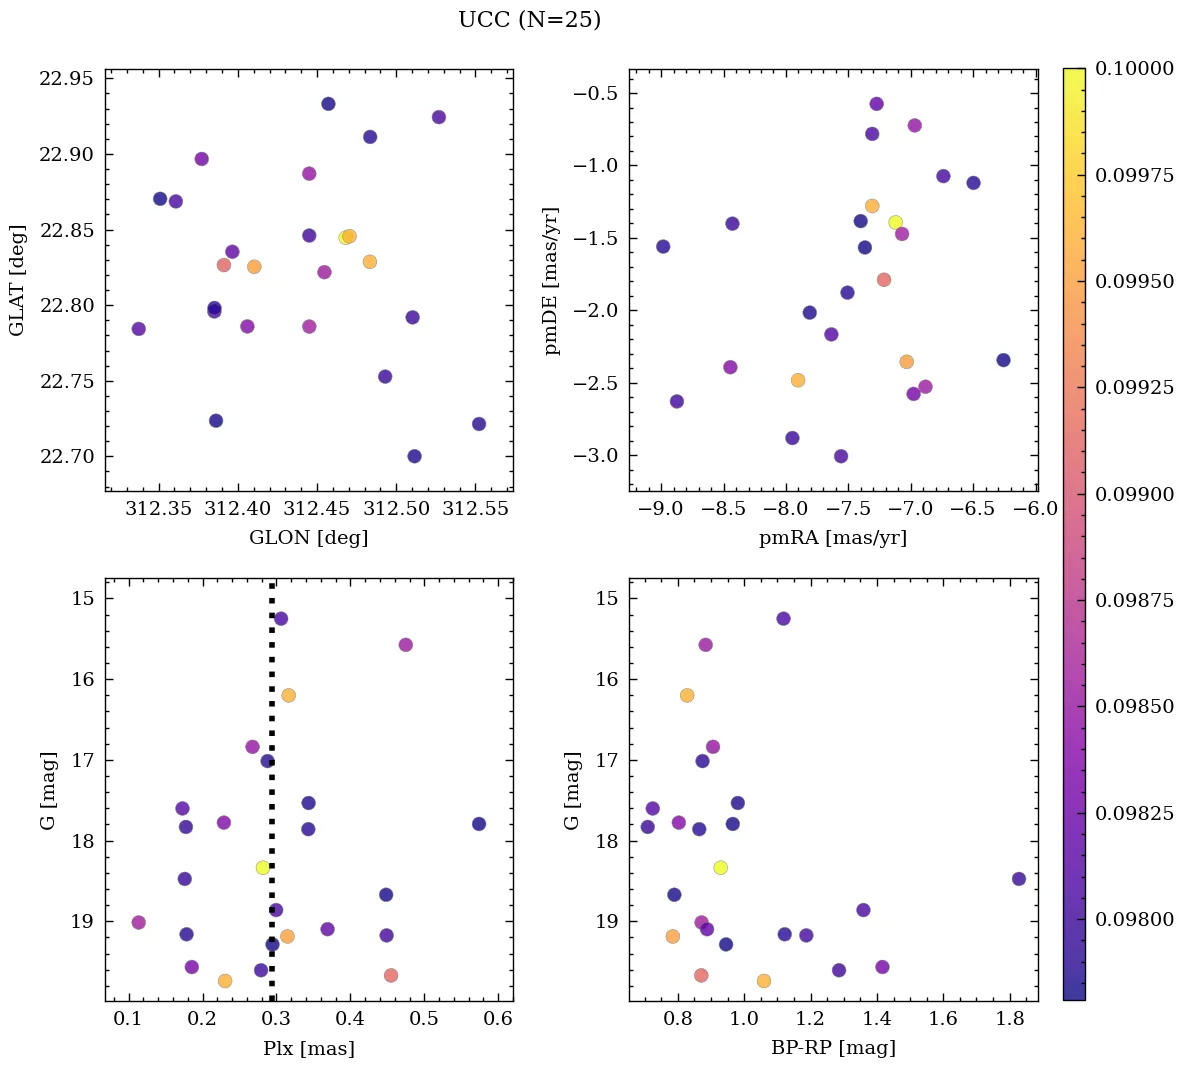 UCC (N=25)
22.95
22.90
22.85
22.80
22.75
22.70
GLAT [deg]
312.35 312.40 312.45 312.50 312.55
GLON [deg]
−0.5
−1.0
−1.5
−2.0
−2.5
−3.0
pmDE [mas/yr]
−9.0 −8.5 −8.0 −7.5 −7.0 −6.5 −6.0
pmRA [mas/yr]
15
16
17
18
19
G [mag]
0.1 0.2 0.3 0.4 0.5 0.6
Plx [mas]
15
16
17
18
19
G [mag]
0.8 1.0 1.2 1.4 1.6 1.8
BP-RP [mag]
0.10000
0.09975
0.09950
0.09925
0.09900
0.09875
0.09850
0.09825
0.09800